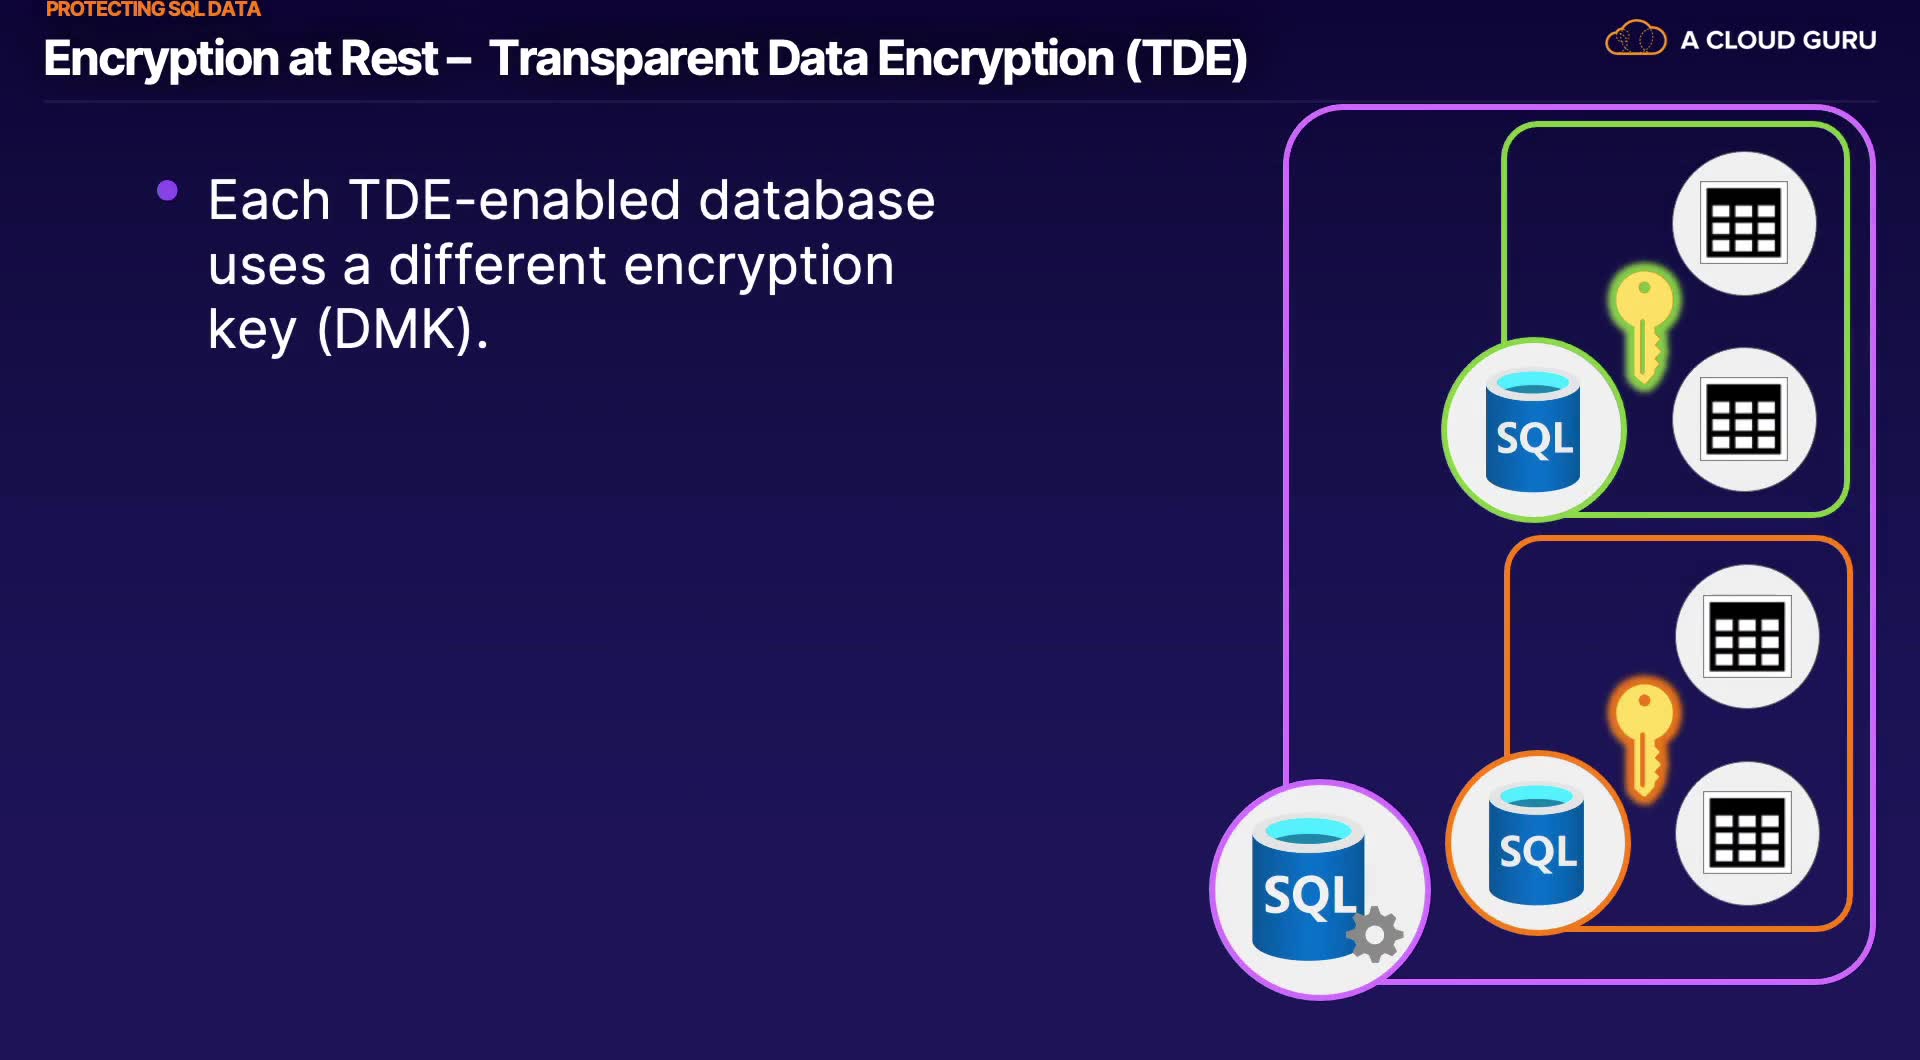 PROTECTING SQL DATA
Encryption at Rest – Transparent Data Encryption (TDE)
A CLOUD GURU
Each TDE-enabled database
uses a different encryption
key (DMK).
SQL
SQL
SQL